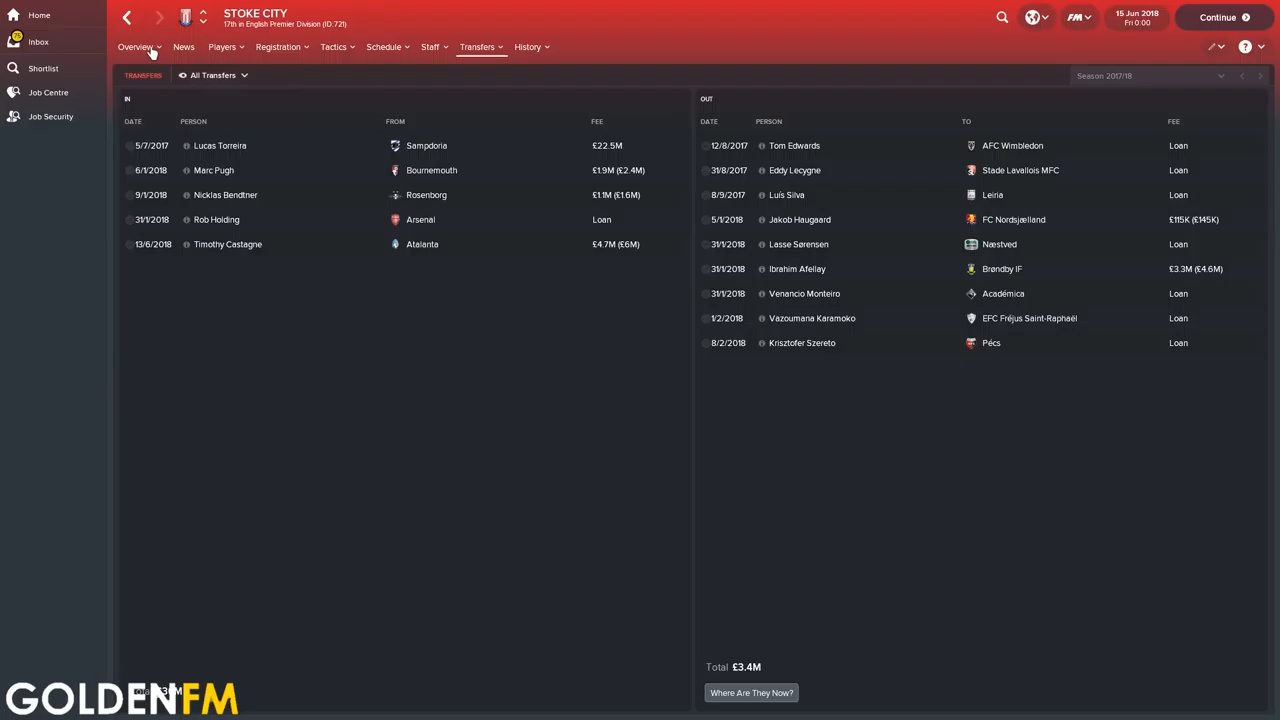 Home
75
Inbox
Shortlist
Job Centre
Job Security
STOKE CITY
17th in English Premier Division (ID:721)
FM
15 Jun 2018
Fri 0:00
Continue
Overview News Players Registration Tactics Schedule Staff Transfers History
?
TRANSFERS All Transfers
Season 2017/18
IN
DATE PERSON FROM FEE
5/7/2017 Lucas Torreira Sampdoria £22.5M
6/1/2018 Marc Pugh Bournemouth £1.9M (£2.4M)
9/1/2018 Nicklas Bendtner Rosenborg £1.1M (£1.6M)
31/1/2018 Rob Holding Arsenal Loan
13/6/2018 Timothy Castagne Atalanta £4.7M (£6M)
OUT
DATE PERSON TO FEE
12/8/2017 Tom Edwards AFC Wimbledon Loan
31/8/2017 Eddy Lecygne Stade Lavallois MFC Loan
8/9/2017 Luís Silva Leiria Loan
5/1/2018 Jakob Haugaard FC Nordsjælland £115K (£145K)
31/1/2018 Lasse Sørensen Næstved Loan
31/1/2018 Ibrahim Afellay Brøndby IF £3.3M (£4.6M)
31/1/2018 Venancio Monteiro Académica Loan
1/2/2018 Vazoumana Karamoko EFC Fréjus Saint-Raphaël Loan
8/2/2018 Krisztofer Szereto Pécs Loan
Total £3.4M
Where Are They Now?
GOLDENFM